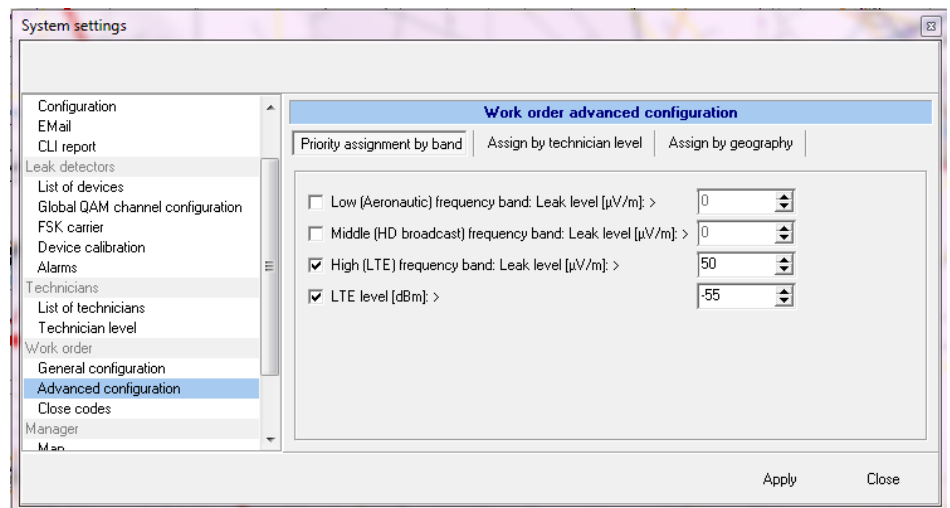 System settings
Configuration
EMail
CLI report
Leak detectors
List of devices
Global QAM channel configuration
FSK carrier
Device calibration
Alarms
Technicians
List of technicians
Technician level
Work order
General configuration
Advanced configuration
Close codes
Manager
Map
Work order advanced configuration
Priority assignment by band Assign by technician level Assign by geography
Low (Aeronautic) frequency band: Leak level [µV/m]: > 0
Middle (HD broadcast) frequency band: Leak level [µV/m]: > 0
High (LTE) frequency band: Leak level [µV/m]: > 50
LTE level [dBm]: > -55
Apply Close